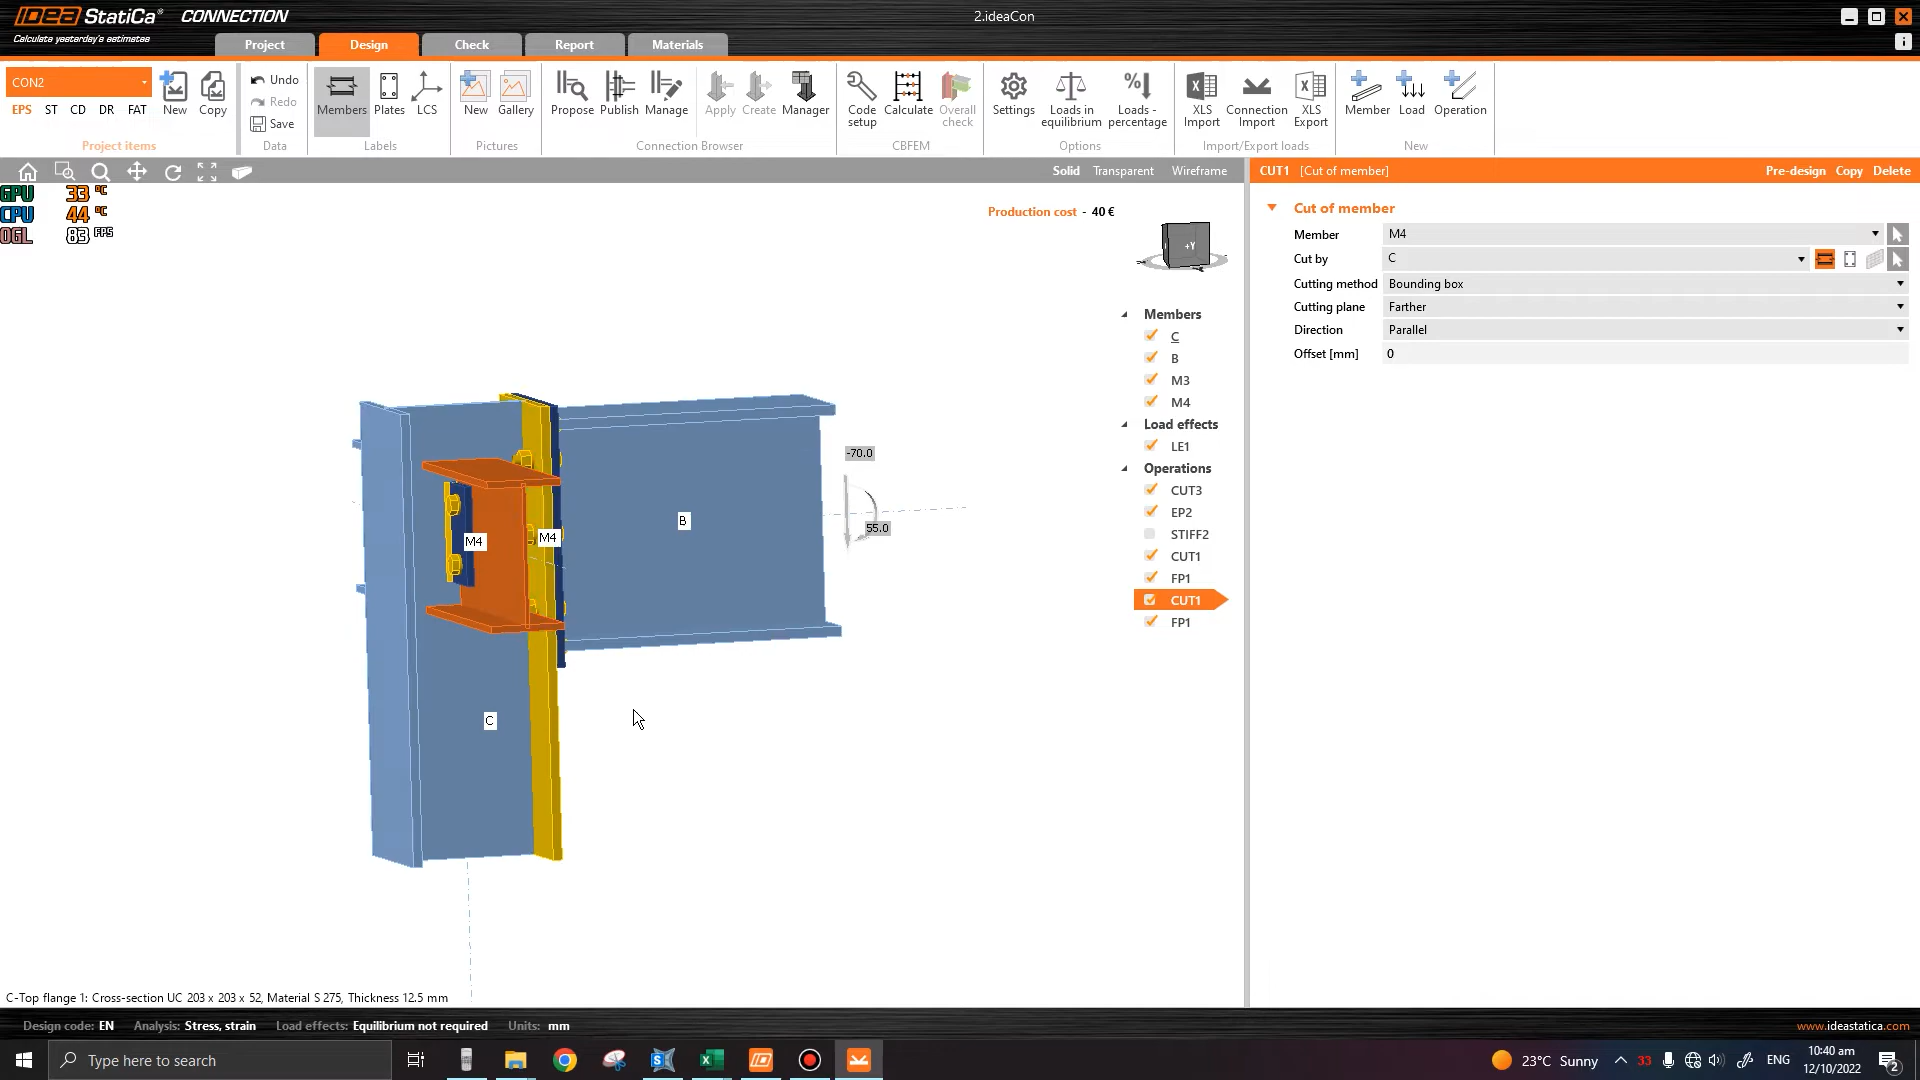 IDEA StatiCa® CONNECTION
Calculate yesterday's estimates
2.ideaCon
Project
Design
Check
Report
Materials
CON2
EPS ST CD DR FAT
New
Copy
Project items
Undo
Redo
Save
Data
Members
Plates
LCS
Labels
New
Gallery
Pictures
Propose
Publish
Manage
Apply
Create
Manager
Connection Browser
Code setup
Calculate
Overall check
CBFEM
Settings
Loads in equilibrium
Loads - percentage
Options
XLS Import
Connection Import
XLS Export
Import/Export loads
Member
Load
Operation
New
Solid
Transparent
Wireframe
CUT1 [Cut of member]
Pre-design
Copy
Delete
GPU 33 °C
CPU 44 °C
OGL 83 FPS
Production cost - 40 €
+Y
Members
C
B
M3
M4
Load effects
LE1
Operations
CUT3
EP2
STIFF2
CUT1
FP1
CUT1
FP1
Cut of member
Member M4
Cut by C
Cutting method Bounding box
Cutting plane Farther
Direction Parallel
Offset [mm] 0
-70.0
55.0
B
M4
M4
C
C-Top flange 1: Cross-section UC 203 x 203 x 52, Material S 275, Thickness 12.5 mm
Design code: EN Analysis: Stress, strain Load effects: Equilibrium not required Units: mm
www.ideastatica.com
Type here to search
23°C Sunny
33
ENG
10:40 am
12/10/2022
2